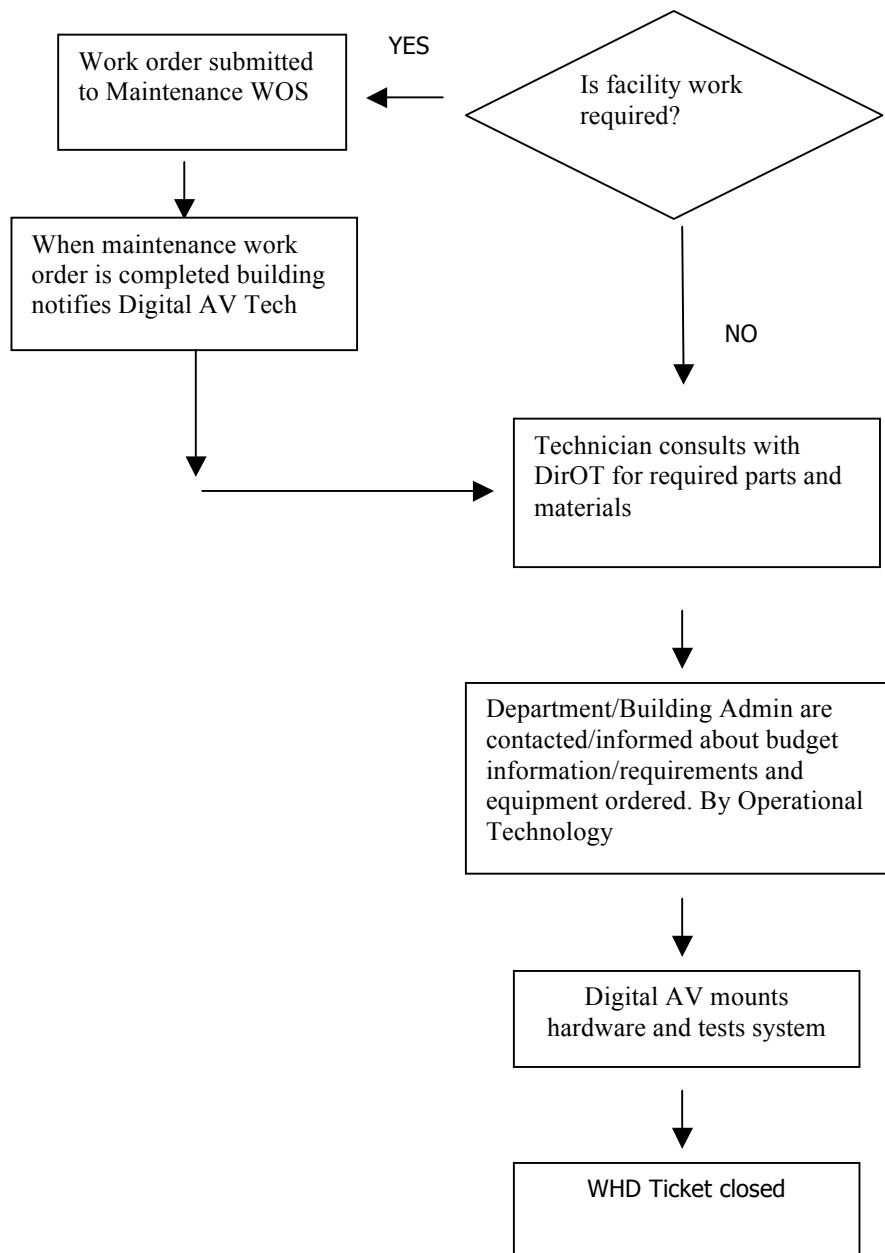 YES
Work order submitted
to Maintenance WOS
Is facility work
required?
When maintenance work
order is completed building
notifies Digital AV Tech
NO
Technician consults with
DirOT for required parts and
materials
Department/Building Admin are
contacted/informed about budget
information/requirements and
equipment ordered. By Operational
Technology
Digital AV mounts
hardware and tests system
WHD Ticket closed